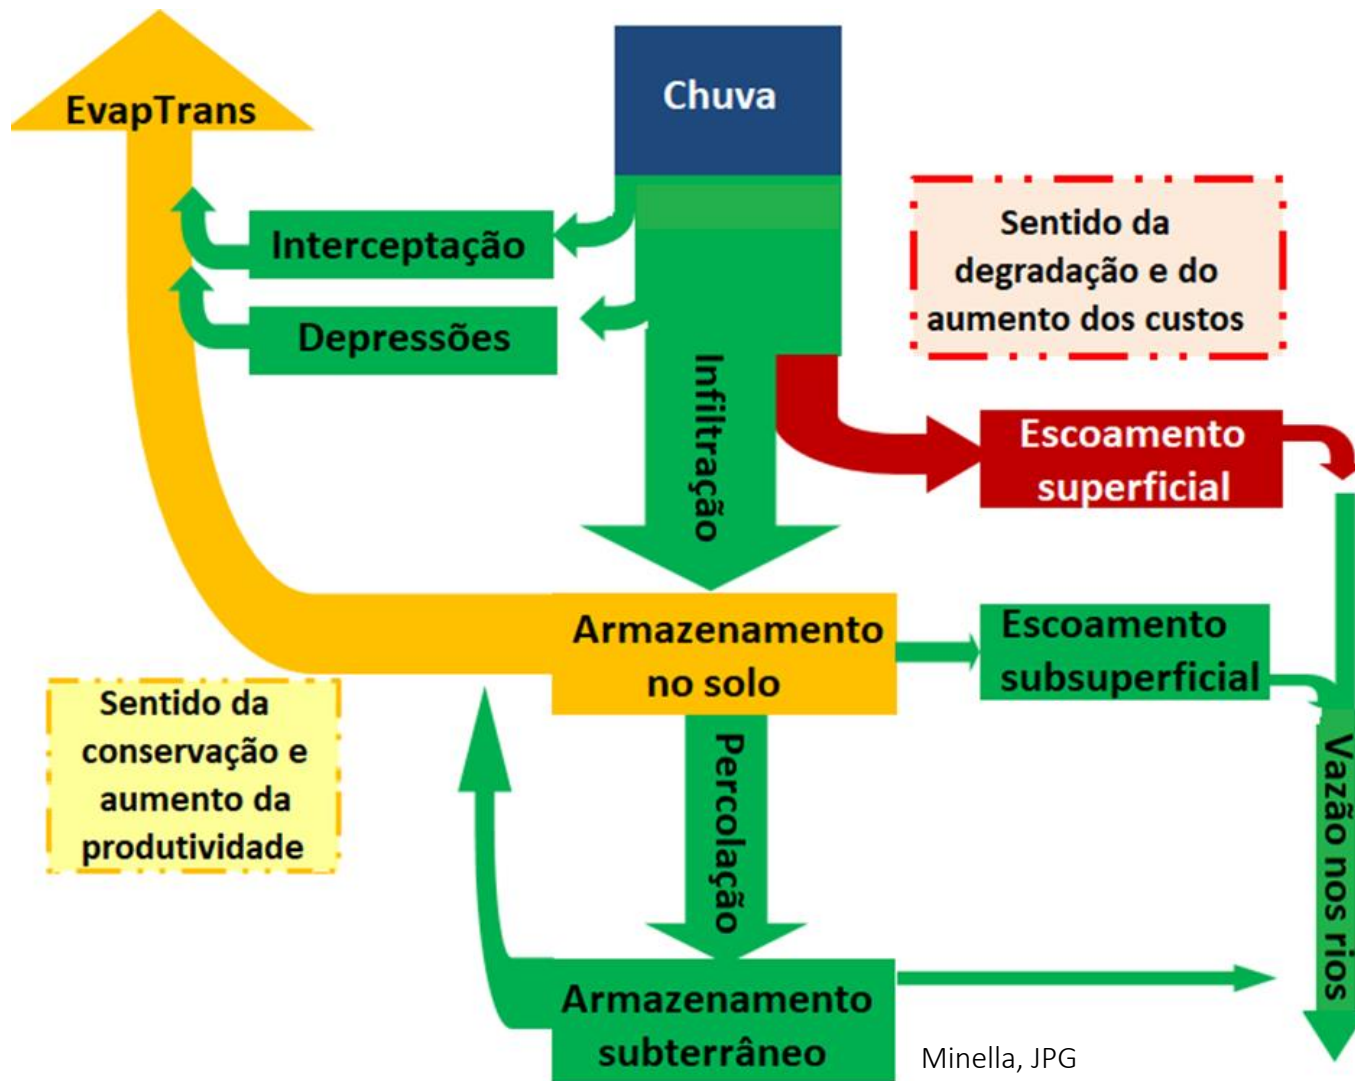 EvapTrans
Chuva
Interceptação
Depressões
Infiltração
Sentido da
degradação e do
aumento dos custos
Escoamento
superficial
Armazenamento
no solo
Escoamento
subsuperficial
Sentido da
conservação e
aumento da
produtividade
Percolação
Vazão nos rios
Armazenamento
subterrâneo
Minella, JPG